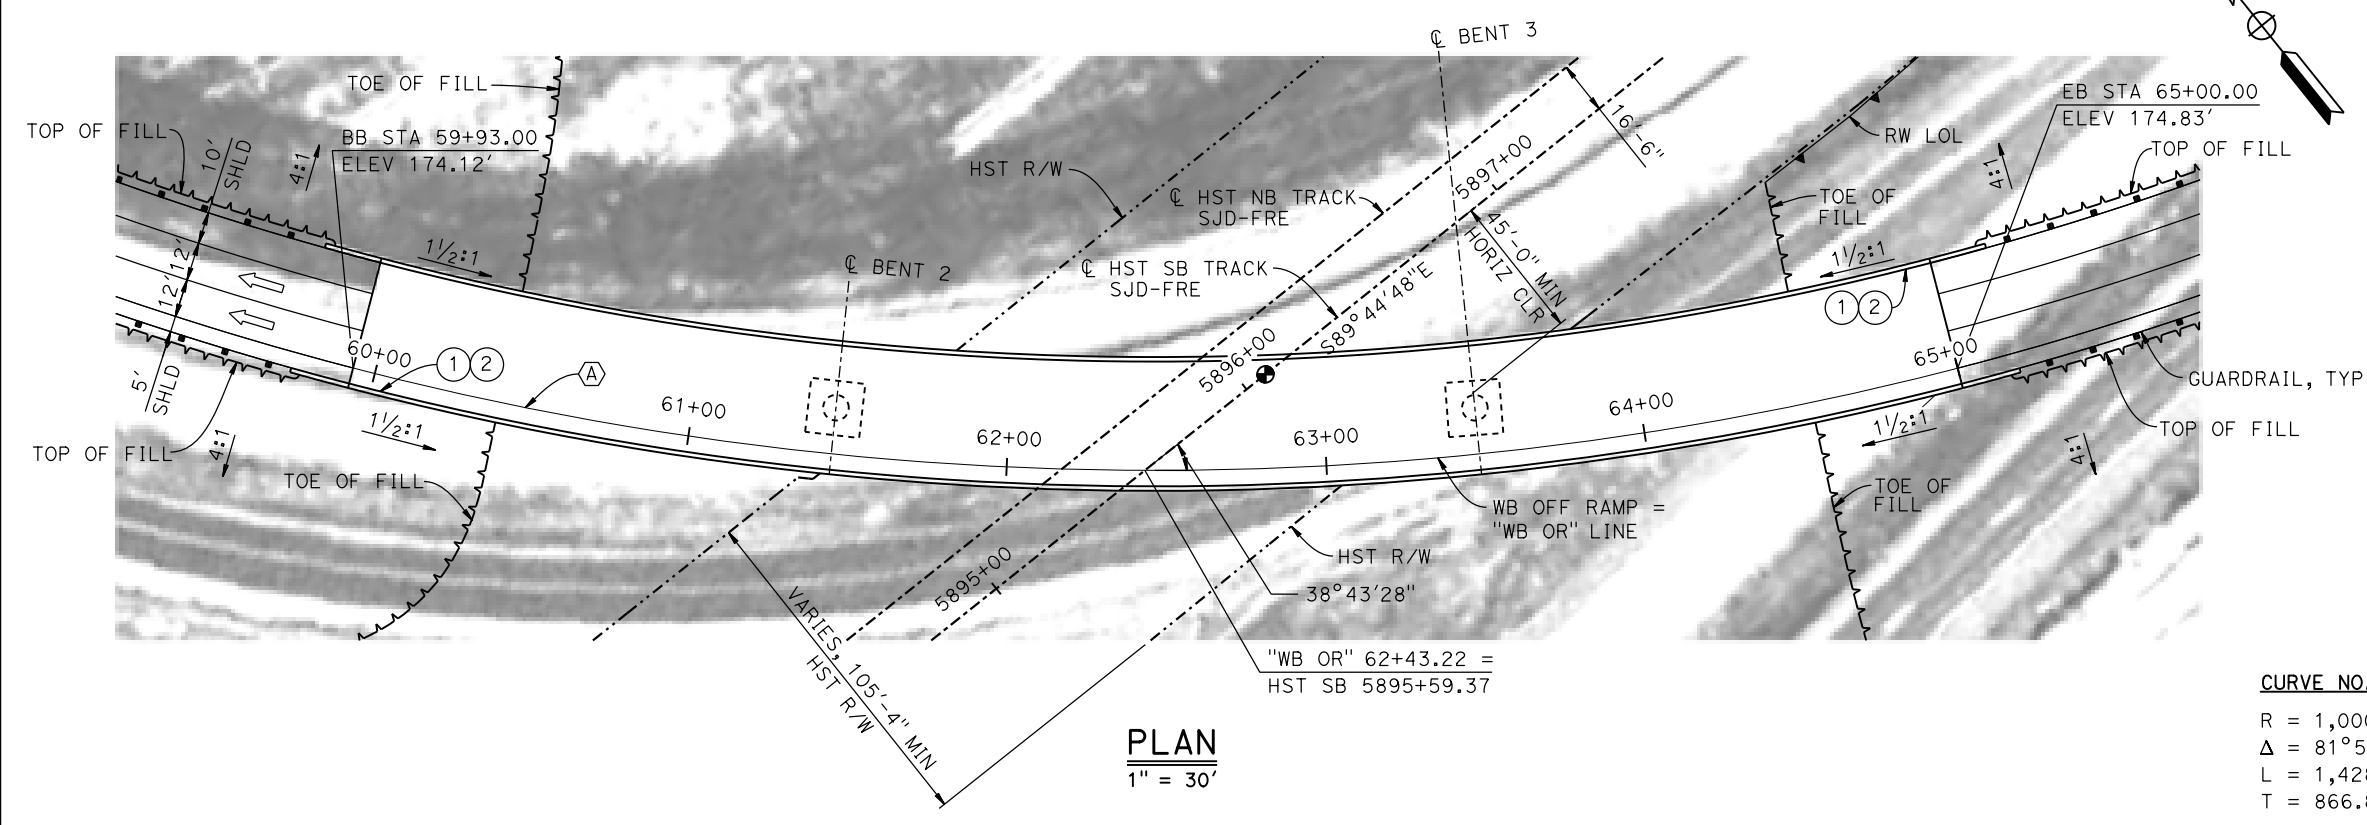 ℄ BENT 3
TOE OF FILL
TOP OF FILL
10'
SHLD
4:1
BB STA 59+93.00
ELEV 174.12'
HST R/W
℄ HST NB TRACK
SJD-FRE
5897+00
16'-6"
EB STA 65+00.00
ELEV 174.83'
RW LOL
TOP OF FILL
4:1
TOE OF
FILL
12'
12'
1½:1
℄ BENT 2
℄ HST SB TRACK
SJD-FRE
45'-0" MIN
HORIZ CLR
S89°44'48"E
1½:1
1 2
60+00
1 2
A
5896+00
65+00
5'
SHLD
GUARDRAIL, TYP
61+00
62+00
63+00
64+00
1½:1
1½:1
TOP OF FILL
TOP OF FILL
4:1
4:1
TOE OF FILL
TOE OF
FILL
WB OFF RAMP =
"WB OR" LINE
HST R/W
5895+00
38°43'28"
VARIES, 105'-4" MIN
HST R/W
"WB OR" 62+43.22 =
HST SB 5895+59.37
PLAN
1" = 30'
CURVE NO.
R = 1,000
Δ = 81°5
L = 1,428
T = 866.8